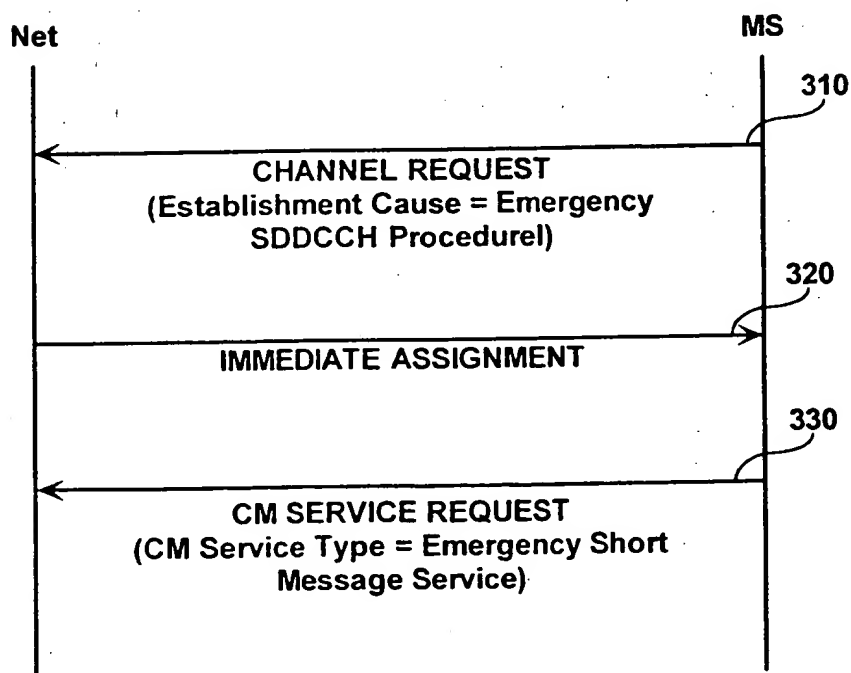 Net
MS
310
CHANNEL REQUEST
(Establishment Cause = Emergency
SDDCCH Procedurel)
320
IMMEDIATE ASSIGNMENT
330
CM SERVICE REQUEST
(CM Service Type = Emergency Short
Message Service)